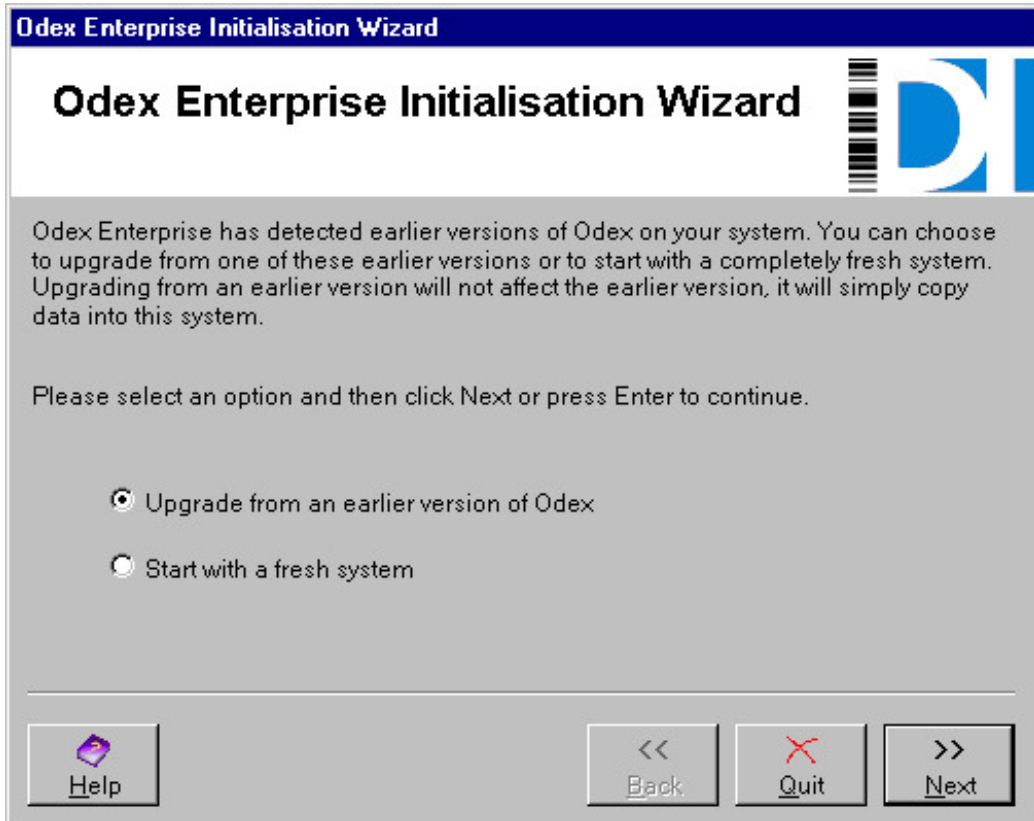 Odex Enterprise Initialisation Wizard
Odex Enterprise Initialisation Wizard
DI
Odex Enterprise has detected earlier versions of Odex on your system. You can choose
to upgrade from one of these earlier versions or to start with a completely fresh system.
Upgrading from an earlier version will not affect the earlier version, it will simply copy
data into this system.
Please select an option and then click Next or press Enter to continue.
Upgrade from an earlier version of Odex
Start with a fresh system
<< >>
Help Back Quit Next